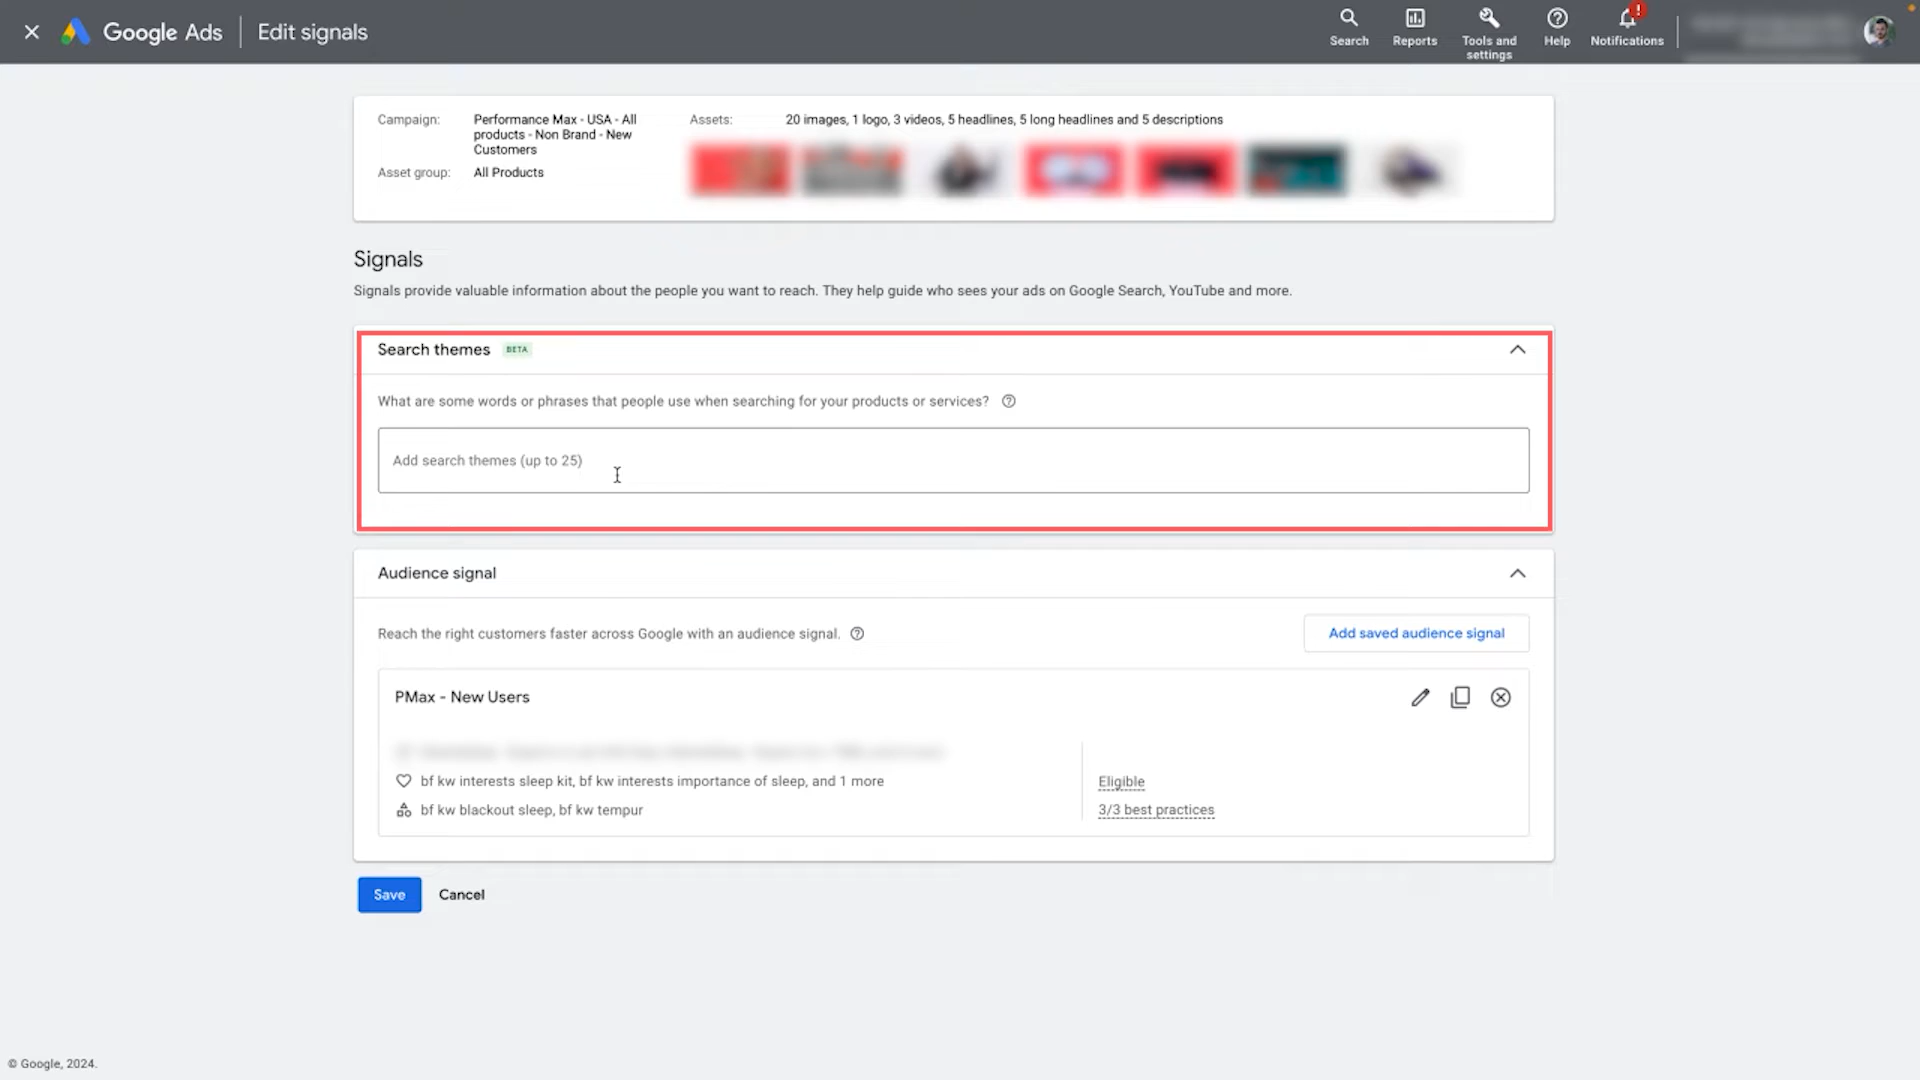 Google Ads
Edit signals
Search
Reports
Tools and
settings
Help
Notifications
Campaign:
Performance Max - USA - All
products - Non Brand - New
Customers
Asset group:
All Products
Assets:
20 images, 1 logo, 3 videos, 5 headlines, 5 long headlines and 5 descriptions
Signals
Signals provide valuable information about the people you want to reach. They help guide who sees your ads on Google Search, YouTube and more.
Search themes BETA
What are some words or phrases that people use when searching for your products or services?
Add search themes (up to 25)
Audience signal
Reach the right customers faster across Google with an audience signal.
Add saved audience signal
PMax - New Users
bf kw interests sleep kit, bf kw interests importance of sleep, and 1 more
bf kw blackout sleep, bf kw tempur
Eligible
3/3 best practices
Save
Cancel
© Google, 2024.